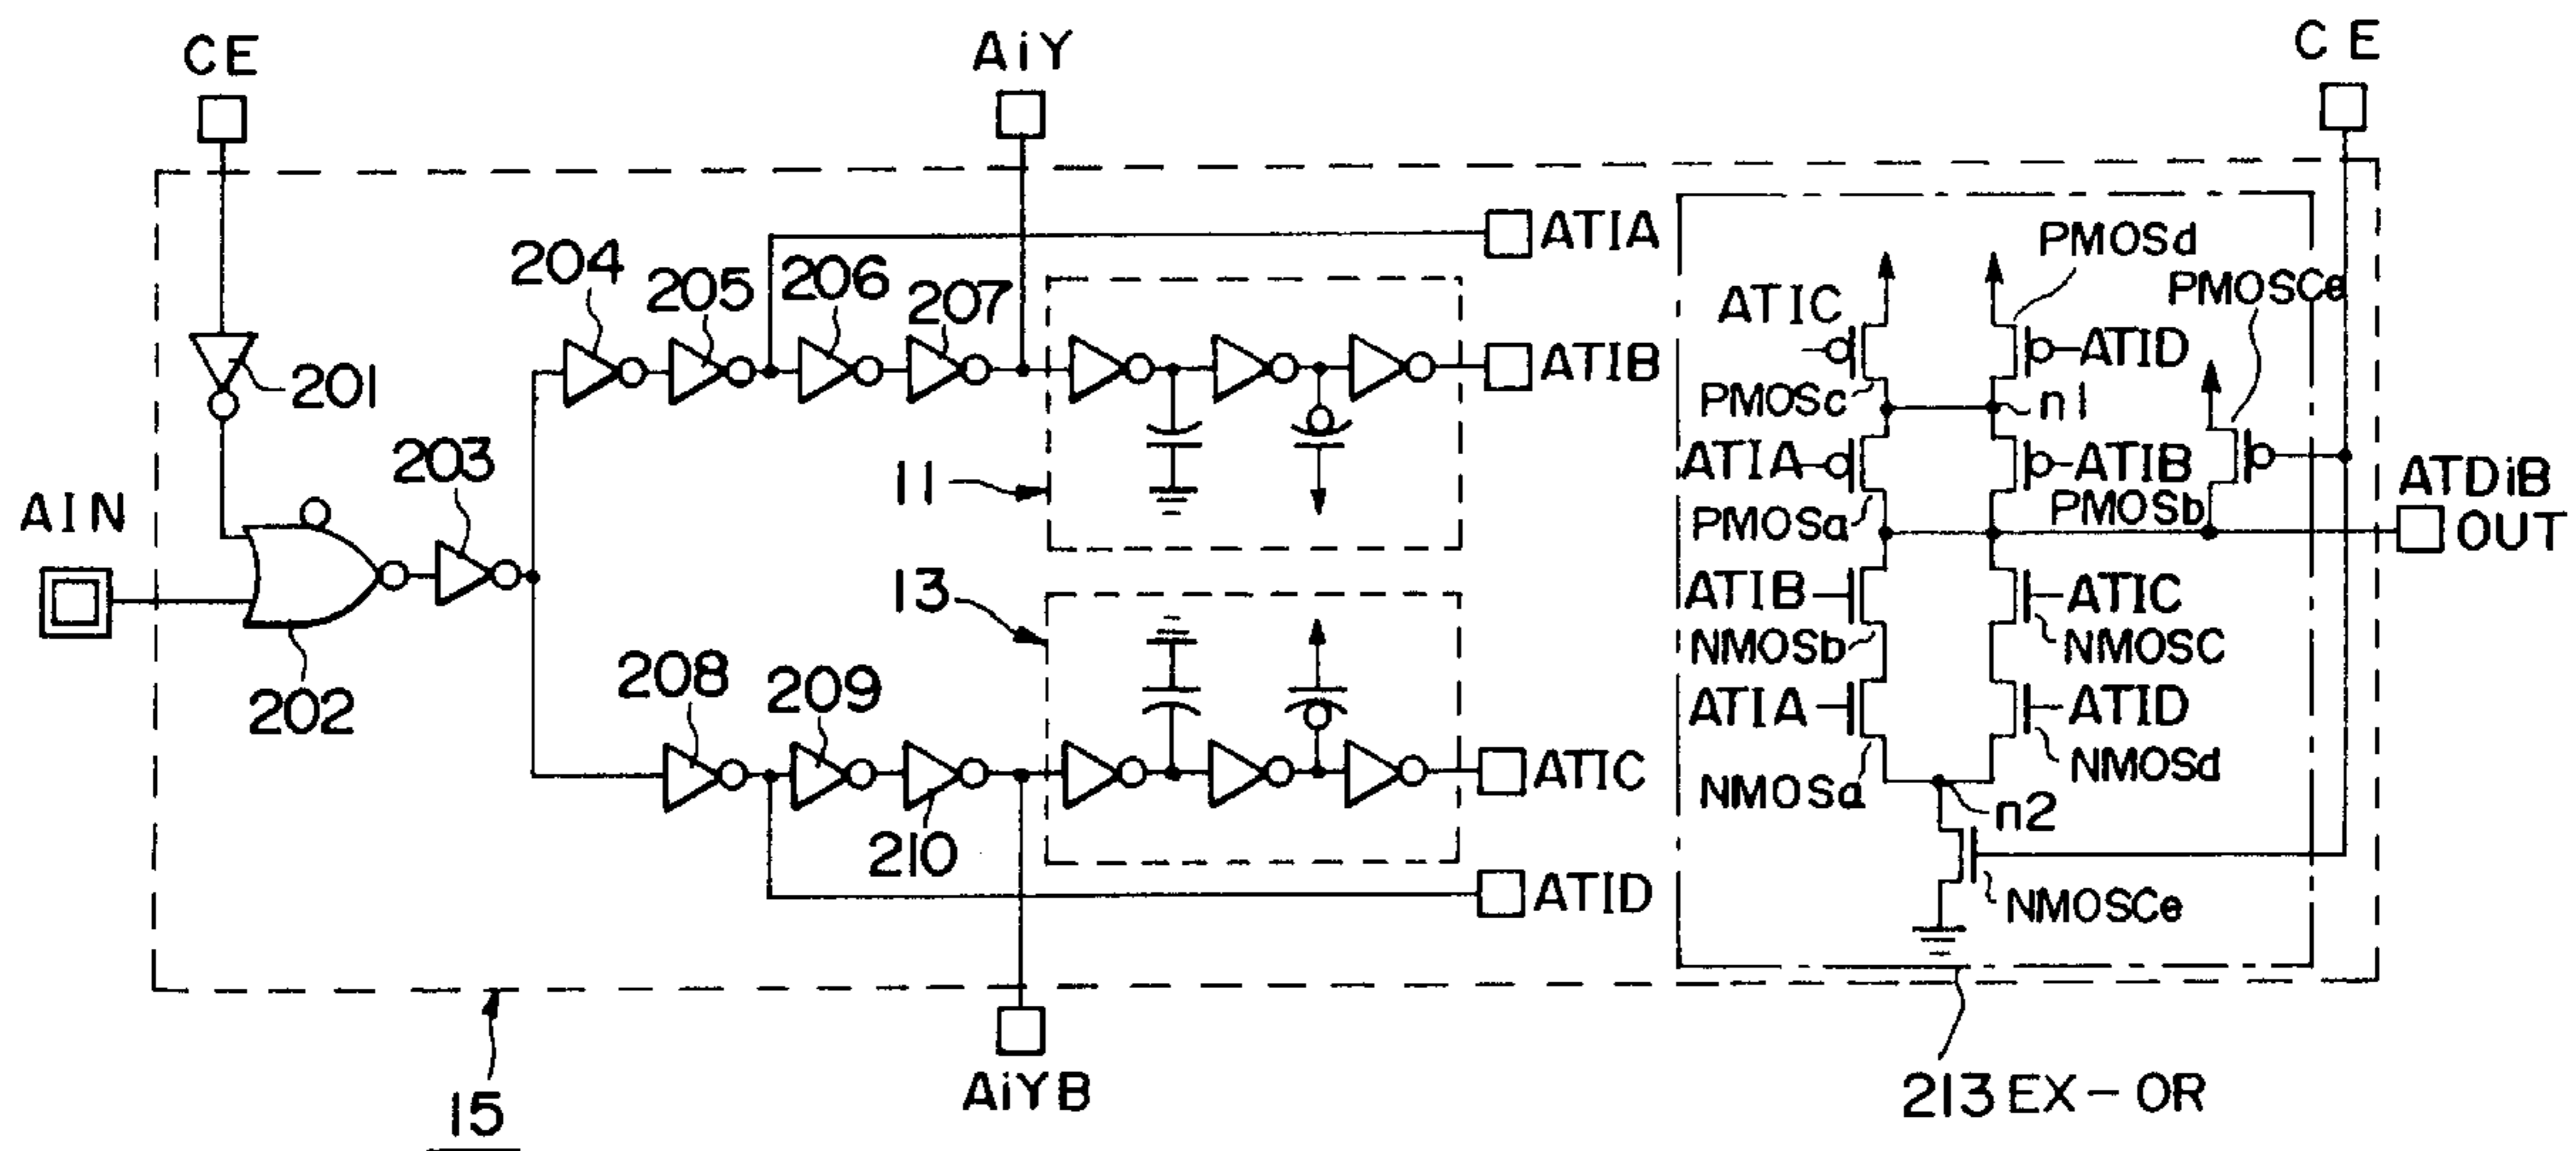 CE
AiY
CE
ATIA
204
205
206
207
201
203
202
AIN
11
ATIB
13
208
209
210
ATIC
ATID
AiYB
15
PMOSd
PMOSCe
ATIC
ATID
PMOSc
n1
ATIA
ATIB
PMOSa
PMOSb
ATDiB
OUT
ATIB
ATIC
NMOSb
NMOSC
ATIA
ATID
NMOSa
NMOSd
n2
NMOSCe
213 EX-OR